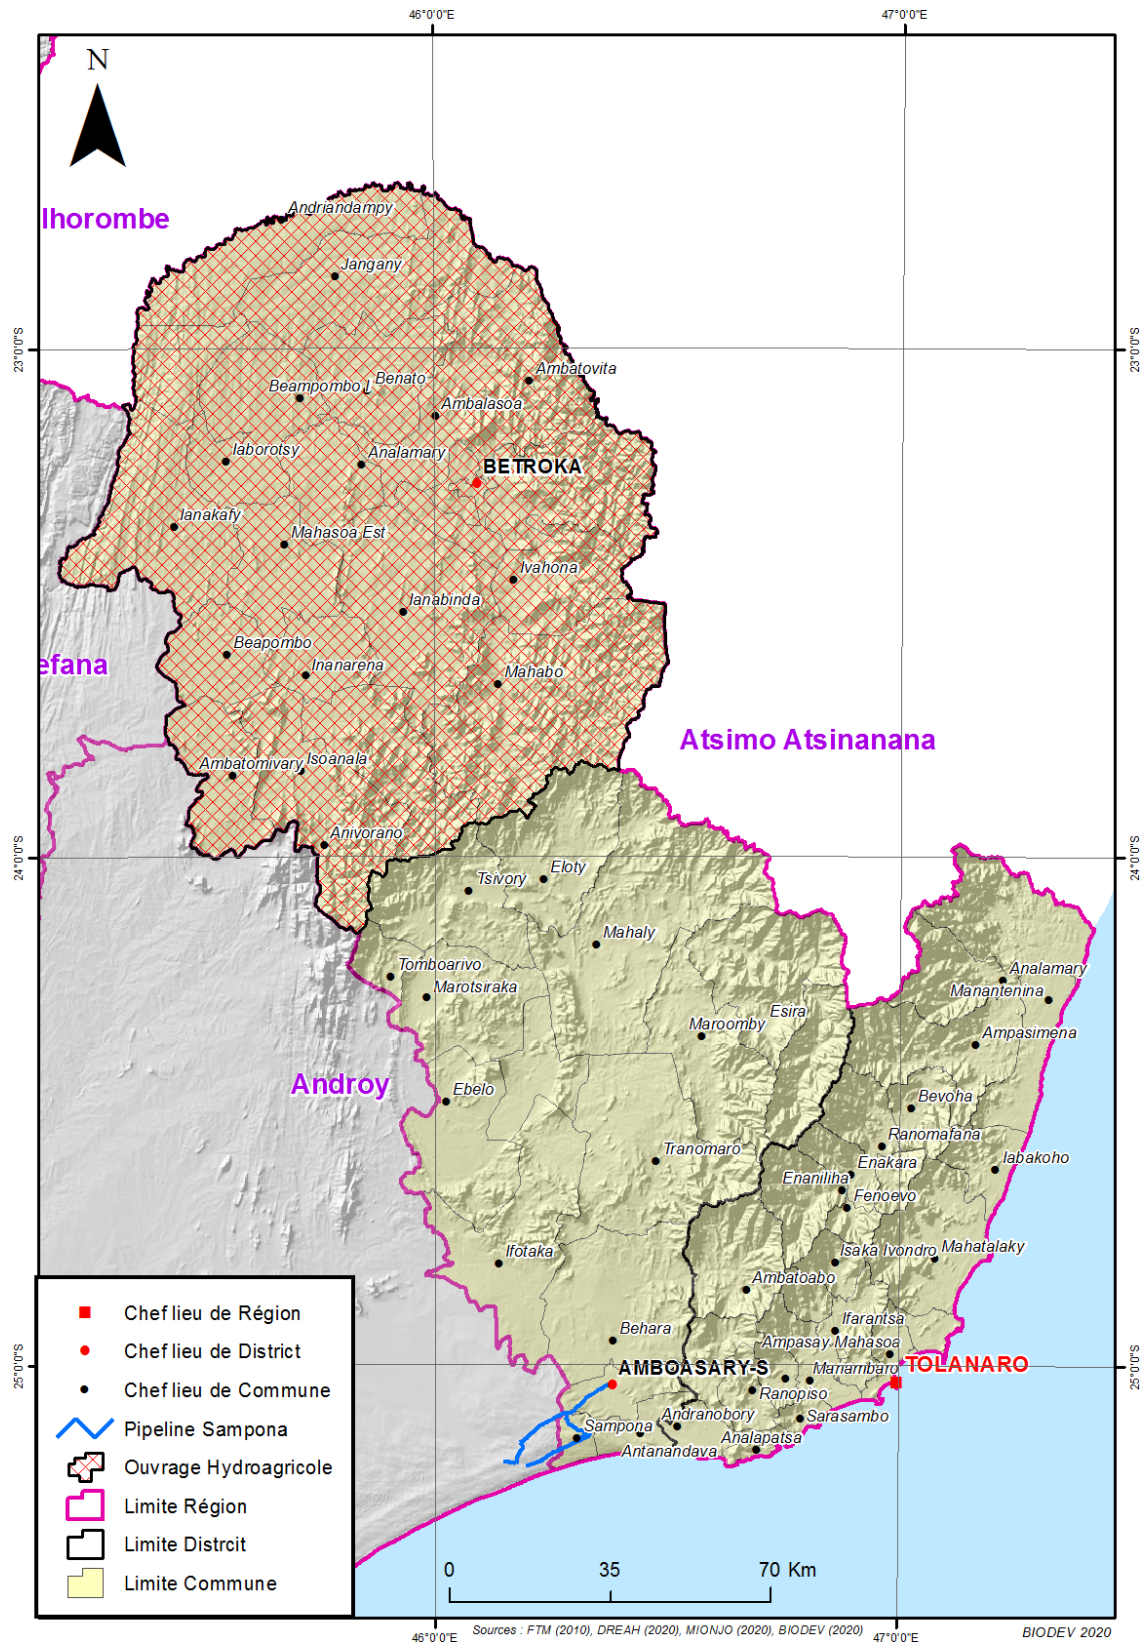 46°0'0"E
47°0'0"E
N
Ihorombe
Andriandampy
Jangany
23°0'0"S
23°0'0"S
Ambatovita
Beampombo I
Benato
Ambalasoa
Iaborotsy
Analamary
BETROKA
Ianakafy
Mahasoa Est
Ivahona
Ianabinda
Beapombo
efana
Inanarena
Mahabo
Atsimo Atsinanana
Ambatomivary
Isoanala
Anivorano
24°0'0"S
24°0'0"S
Tsivory
Eloty
Mahaly
Tomboarivo
Analamary
Marotsiraka
Manantenina
Esira
Maroomby
Ampasimena
Androy
Ebelo
Bevoha
Ranomafana
Tranomaro
Enakara
Iabakoho
Enaniliha
Fenoevo
Ifotaka
Isaka Ivondro
Mahatalaky
Ambatoabo
Ifarantsa
Behara
Ampasay Mahasoa
25°0'0"S
25°0'0"S
AMBOASARY-S
Manambaro
TOLANARO
Ranopiso
Andranobory
Sarasambo
Sampona
Analapatsa
Antanandava
Chef lieu de Région
Chef lieu de District
Chef lieu de Commune
Pipeline Sampona
Ouvrage Hydroagricole
Limite Région
Limite Distrcit
Limite Commune
0 35 70 Km
Sources : FTM (2010), DREAH (2020), MIONJO (2020), BIODEV (2020)
BIODEV 2020
46°0'0"E
47°0'0"E